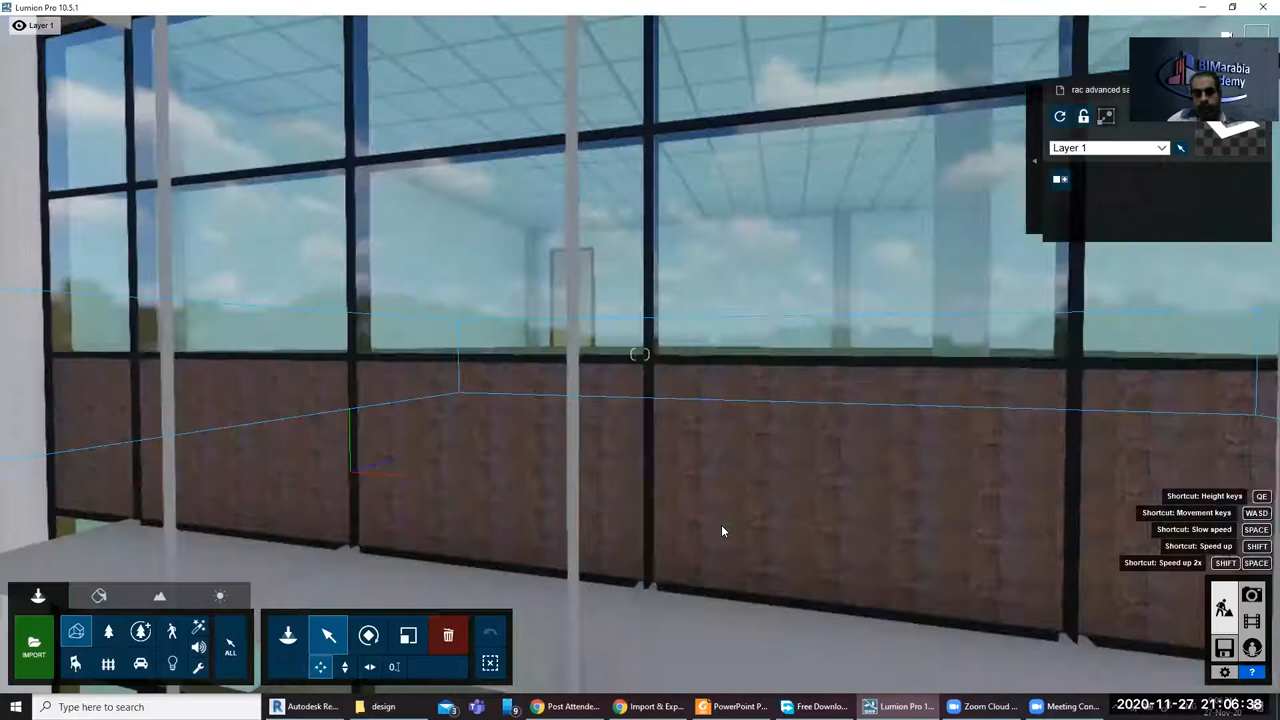 Lumion Pro 10.5.1
Layer 1
BIMarabia
rac advanced sa
Layer 1
Shortcut: Height keys QE
Shortcut: Movement keys WASD
Shortcut: Slow speed SPACE
Shortcut: Speed up SHIFT
Shortcut: Speed up 2x SHIFT SPACE
IMPORT
ALL
?
Type here to search
Autodesk Re...
design
Post Attende...
Import & Exp...
PowerPoint P...
Free Downlo...
Lumion Pro 1...
Zoom Cloud ...
Meeting Con...
2020-11-27 21:06:38